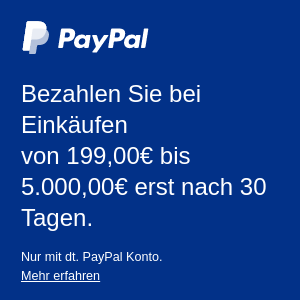 PayPal
Bezahlen Sie bei
Einkäufen
von 199,00€ bis
5.000,00€ erst nach 30
Tagen.
Nur mit dt. PayPal Konto.
Mehr erfahren